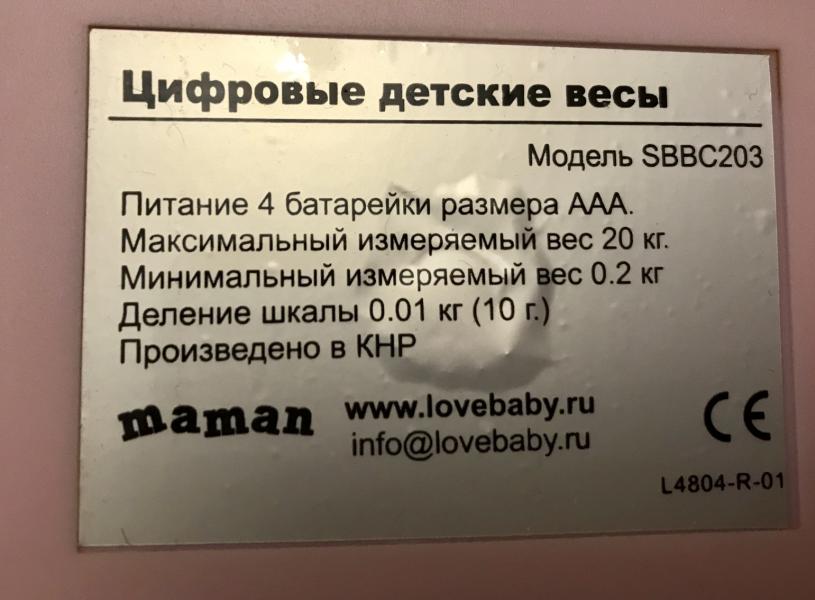 Цифровые детские весы
Модель SBBC203
Питание 4 батарейки размера ААА.
Максимальный измеряемый вес 20 кг.
Минимальный измеряемый вес 0.2 кг
Деление шкалы 0.01 кг (10 г.)
Произведено в КНР
maman www.lovebaby.ru
info@lovebaby.ru
CE
L4804-R-01